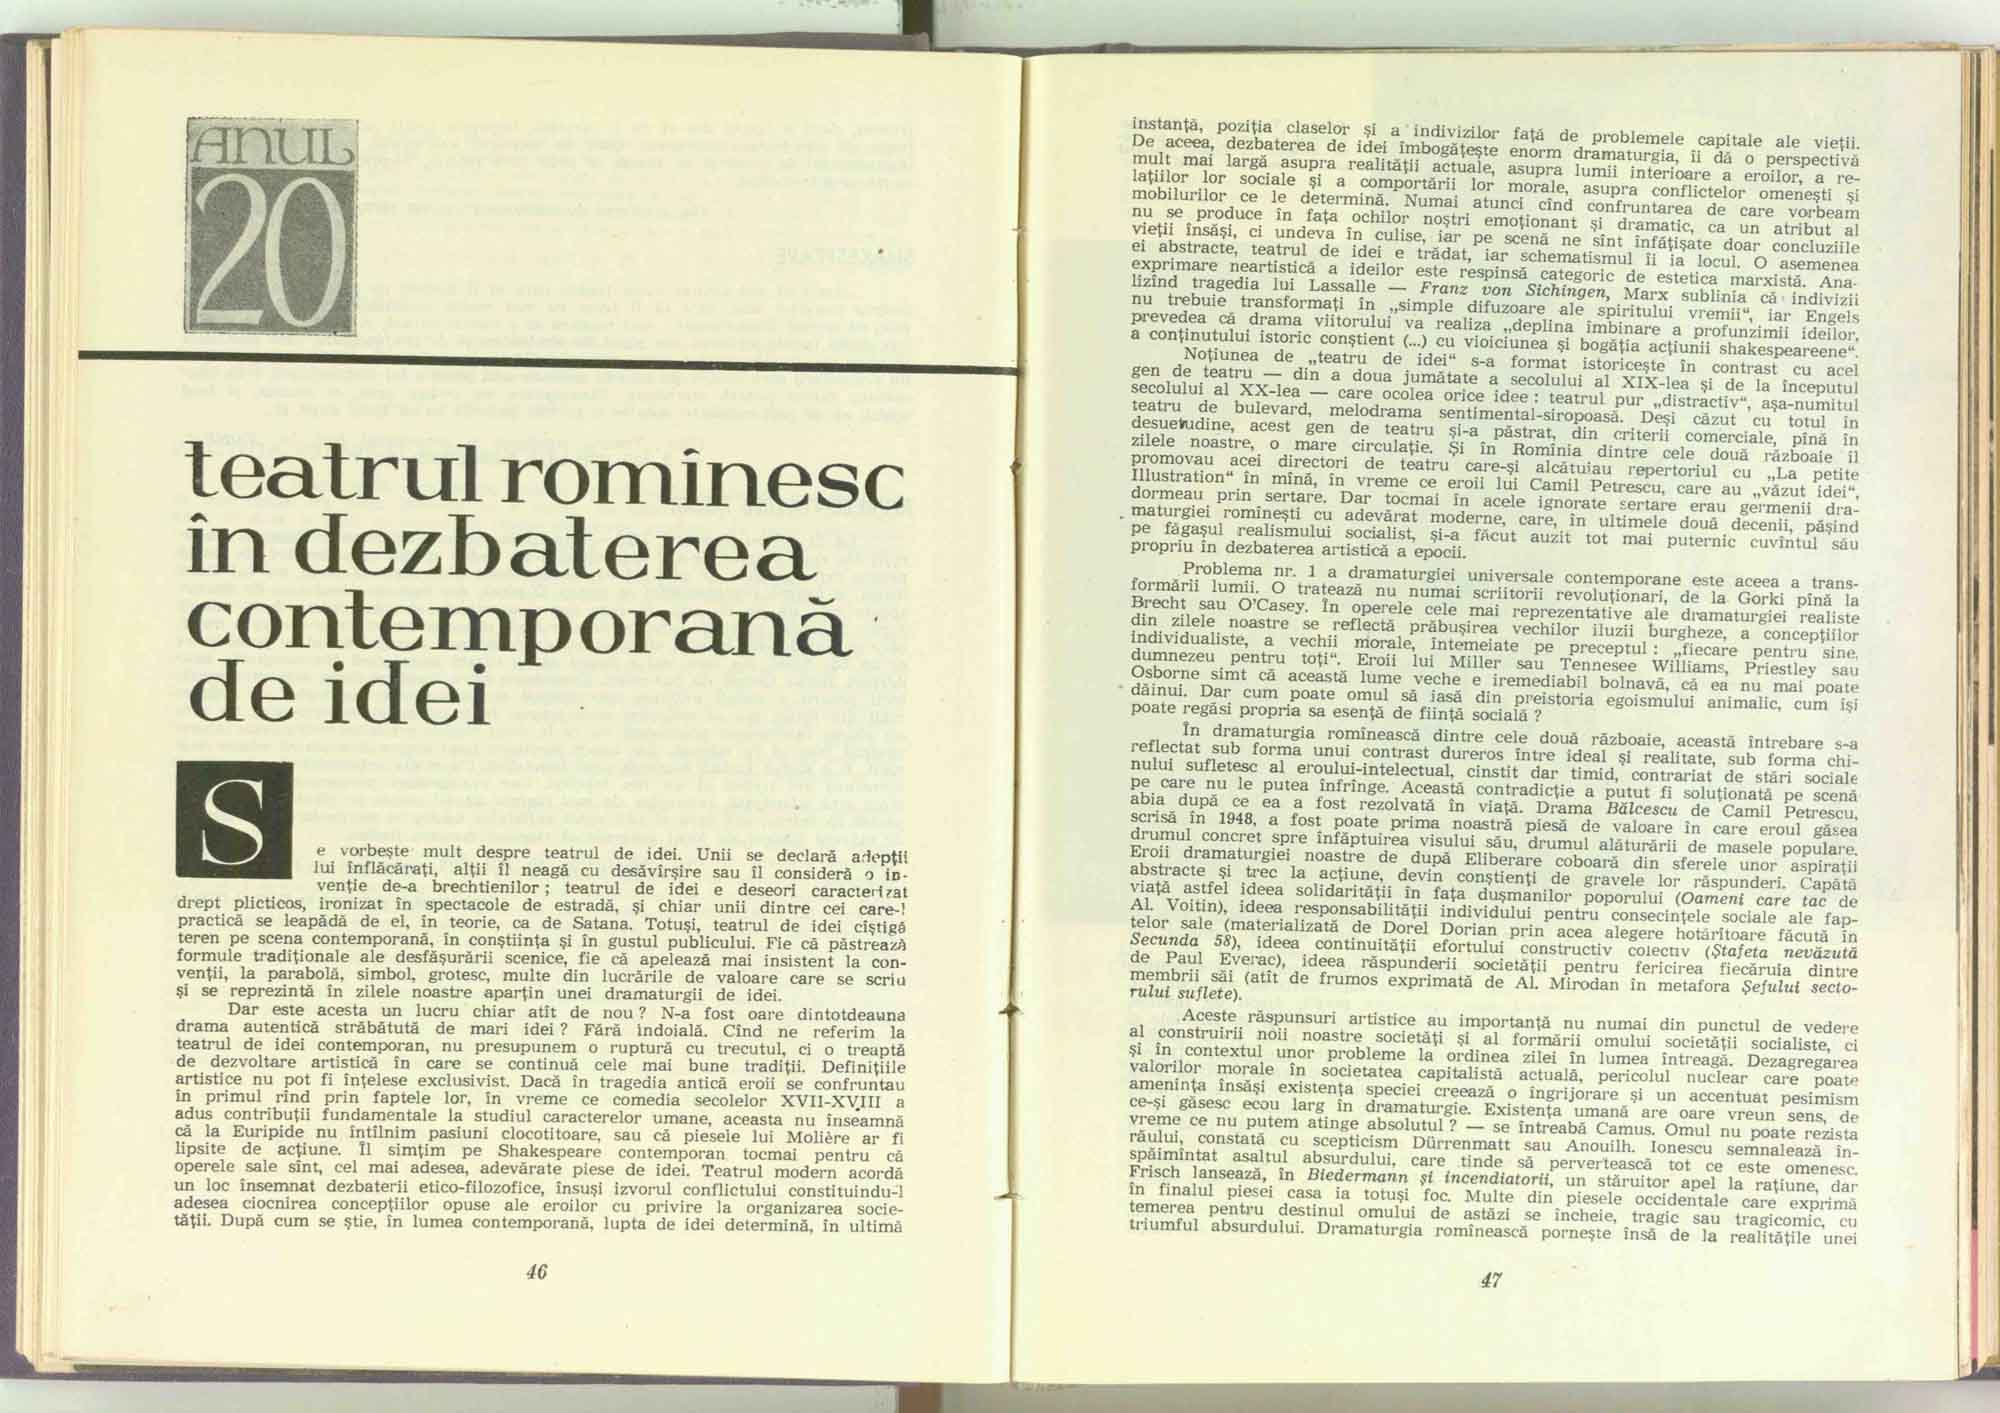 ANUL
20
teatrul romînesc
în dezbaterea
contemporană
de idei
Se vorbește mult despre teatrul de idei. Unii se declară adepții
lui înflăcărați, alții îl neagă cu desăvîrșire sau îl consideră o in-
venție de-a brechtienilor ; teatrul de idei e deseori caracterizat
drept plicticos, ironizat în spectacole de estradă, și chiar unii dintre cei care-l
practică se leapădă de el, în teorie, ca de Satana. Totuși, teatrul de idei cîștigă
teren pe scena contemporană, în conștiința și în gustul publicului. Fie că păstrează
formule tradiționale ale desfășurării scenice, fie că apelează mai insistent la con-
venții, la parabolă, simbol, grotesc, multe din lucrările de valoare care se scriu
și se reprezintă în zilele noastre aparțin unei dramaturgii de idei.
Dar este acesta un lucru chiar atît de nou ? N-a fost oare dintotdeauna
drama autentică străbătută de mari idei ? Fără îndoială. Cînd ne referim la
teatrul de idei contemporan, nu presupunem o ruptură cu trecutul, ci o treaptă
de dezvoltare artistică în care se continuă cele mai bune tradiții. Definițiile
artistice nu pot fi înțelese exclusivist. Dacă în tragedia antică eroii se confruntau
în primul rînd prin faptele lor, în vreme ce comedia secolelor XVII-XVIII a
adus contribuții fundamentale la studiul caracterelor umane, aceasta nu înseamnă
că la Euripide nu întîlnim pasiuni clocotitoare, sau că piesele lui Molière ar fi
lipsite de acțiune. Îl simțim pe Shakespeare contemporan tocmai pentru că
operele sale sînt, cel mai adesea, adevărate piese de idei. Teatrul modern acordă
un loc însemnat dezbaterii etico-filozofice, însuși izvorul conflictului constituindu-l
adesea ciocnirea concepțiilor opuse ale eroilor cu privire la organizarea socie-
tății. După cum se știe, în lumea contemporană, lupta de idei determină, în ultimă
46
instanță, poziția claselor și a indivizilor față de problemele capitale ale vieții.
De aceea, dezbaterea de idei îmbogățește enorm dramaturgia, îi dă o perspectivă
mult mai largă asupra realității actuale, asupra lumii interioare a eroilor, a re-
lațiilor lor sociale și a comportării lor morale, asupra conflictelor omenești și
mobilurilor ce le determină. Numai atunci cînd confruntarea de care vorbeam
nu se produce în fața ochilor noștri emoționant și dramatic, ca un atribut al
vieții însăși, ci undeva în culise, iar pe scenă ne sînt înfățișate doar concluziile
ei abstracte, teatrul de idei e trădat, iar schematismul îi ia locul. O asemenea
exprimare neartistică a ideilor este respinsă categoric de estetica marxistă. Ana-
lizînd tragedia lui Lassalle — Franz von Sichingen, Marx sublinia că indivizii
nu trebuie transformați în „simple difuzoare ale spiritului vremii“, iar Engels
prevedea că drama viitorului va realiza „deplina îmbinare a profunzimii ideilor,
a conținutului istoric conștient (...) cu vioiciunea și bogăția acțiunii shakespeareene“.
Noțiunea de „teatru de idei“ s-a format istoricește în contrast cu acel
gen de teatru — din a doua jumătate a secolului al XIX-lea și de la începutul
secolului al XX-lea — care ocolea orice idee : teatrul pur „distractiv“, așa-numitul
teatru de bulevard, melodrama sentimental-siropoasă. Deși căzut cu totul în
desuetudine, acest gen de teatru și-a păstrat, din criterii comerciale, pînă în
zilele noastre, o mare circulație. Și în Romînia dintre cele două războaie îl
promovau acei directori de teatru care-și alcătuiau repertoriul cu „La petite
Illustration“ în mînă, în vreme ce eroii lui Camil Petrescu, care au „văzut idei“,
dormeau prin sertare. Dar tocmai în acele ignorate sertare erau germenii dra-
maturgiei romînești cu adevărat moderne, care, în ultimele două decenii, pășind
pe făgașul realismului socialist, și-a făcut auzit tot mai puternic cuvîntul său
propriu în dezbaterea artistică a epocii.
Problema nr. 1 a dramaturgiei universale contemporane este aceea a trans-
formării lumii. O tratează nu numai scriitorii revoluționari, de la Gorki pînă la
Brecht sau O'Casey. În operele cele mai reprezentative ale dramaturgiei realiste
din zilele noastre se reflectă prăbușirea vechilor iluzii burgheze, a concepțiilor
individualiste, a vechii morale, întemeiate pe preceptul : „fiecare pentru sine,
dumnezeu pentru toți“. Eroii lui Miller sau Tennesee Williams, Priestley sau
Osborne simt că această lume veche e iremediabil bolnavă, că ea nu mai poate
dăinui. Dar cum poate omul să iasă din preistoria egoismului animalic, cum își
poate regăsi propria sa esență de ființă socială ?
În dramaturgia romînească dintre cele două războaie, această întrebare s-a
reflectat sub forma unui contrast dureros între ideal și realitate, sub forma chi-
nului sufletesc al eroului-intelectual, cinstit dar timid, contrariat de stări sociale
pe care nu le putea înfrînge. Această contradicție a putut fi soluționată pe scenă
abia după ce ea a fost rezolvată în viață. Drama Bălcescu de Camil Petrescu,
scrisă în 1948, a fost poate prima noastră piesă de valoare în care eroul găsea
drumul concret spre înfăptuirea visului său, drumul alăturării de masele populare.
Eroii dramaturgiei noastre de după Eliberare coboară din sferele unor aspirații
abstracte și trec la acțiune, devin conștienți de gravele lor răspunderi. Capătă
viață astfel ideea solidarității în fața dușmanilor poporului (Oameni care tac de
Al. Voitin), ideea responsabilității individului pentru consecințele sociale ale fap-
telor sale (materializată de Dorel Dorian prin acea alegere hotărîtoare făcută în
Secunda 58), ideea continuității efortului constructiv colectiv (Ștafeta nevăzută
de Paul Everac), ideea răspunderii societății pentru fericirea fiecăruia dintre
membrii săi (atît de frumos exprimată de Al. Mirodan în metafora Șefului secto-
rului suflete).
Aceste răspunsuri artistice au importanță nu numai din punctul de vedere
al construirii noii noastre societăți și al formării omului societății socialiste, ci
și în contextul unor probleme la ordinea zilei în lumea întreagă. Dezagregarea
valorilor morale în societatea capitalistă actuală, pericolul nuclear care poate
amenința însăși existența speciei creează o îngrijorare și un accentuat pesimism
ce-și găsesc ecou larg în dramaturgie. Existența umană are oare vreun sens, de
vreme ce nu putem atinge absolutul ? — se întreabă Camus. Omul nu poate rezista
răului, constată cu scepticism Dürrenmatt sau Anouilh. Ionescu semnalează în-
spăimîntat asaltul absurdului, care tinde să pervertească tot ce este omenesc.
Frisch lansează, în Biedermann și incendiatorii, un stăruitor apel la rațiune, dar
în finalul piesei casa ia totuși foc. Multe din piesele occidentale care exprimă
temerea pentru destinul omului de astăzi se încheie, tragic sau tragicomic, cu
triumful absurdului. Dramaturgia romînească pornește însă de la realitățile unei
47